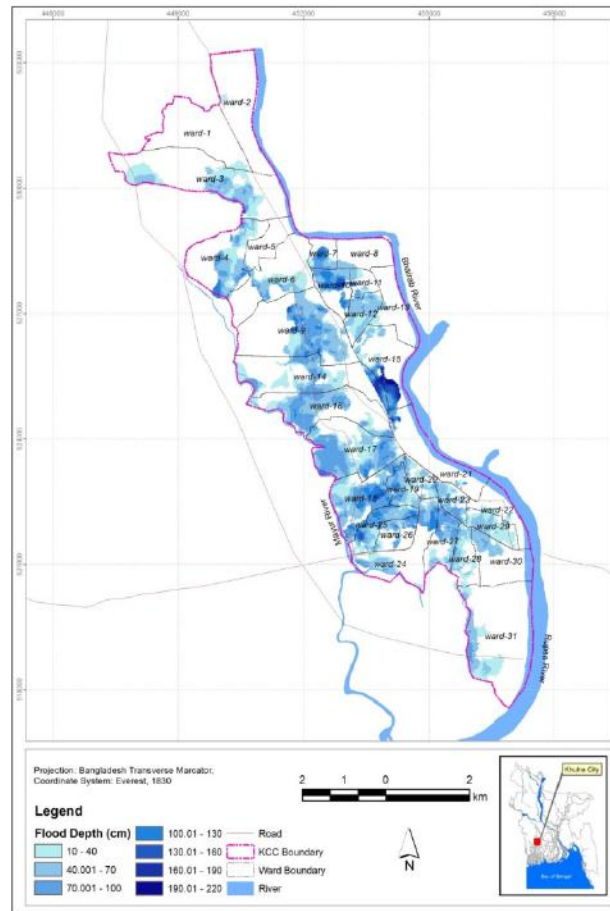 ward-2
ward-1
ward-3
ward-5
ward-4
ward-7
ward-8
ward-6
ward-10
ward-11
Bhairab River
ward-12
ward-13
ward-9
ward-15
ward-14
ward-16
ward-17
ward-21
ward-20
ward-19
ward-18
ward-23
ward-22
ward-25
ward-29
ward-26
ward-27
ward-24
ward-28
ward-30
ward-31
Rupsa River
Projection: Bangladesh Transverse Marcator,
Coordinate System: Everest, 1830
2 1 0 2
km
N
Khulna City
Bay of Bengal
Legend
Flood Depth (cm)
10 - 40
40.001 - 70
70.001 - 100
100.01 - 130
130.01 - 160
160.01 - 190
190.01 - 220
Road
KCC Boundary
Ward Boundary
River